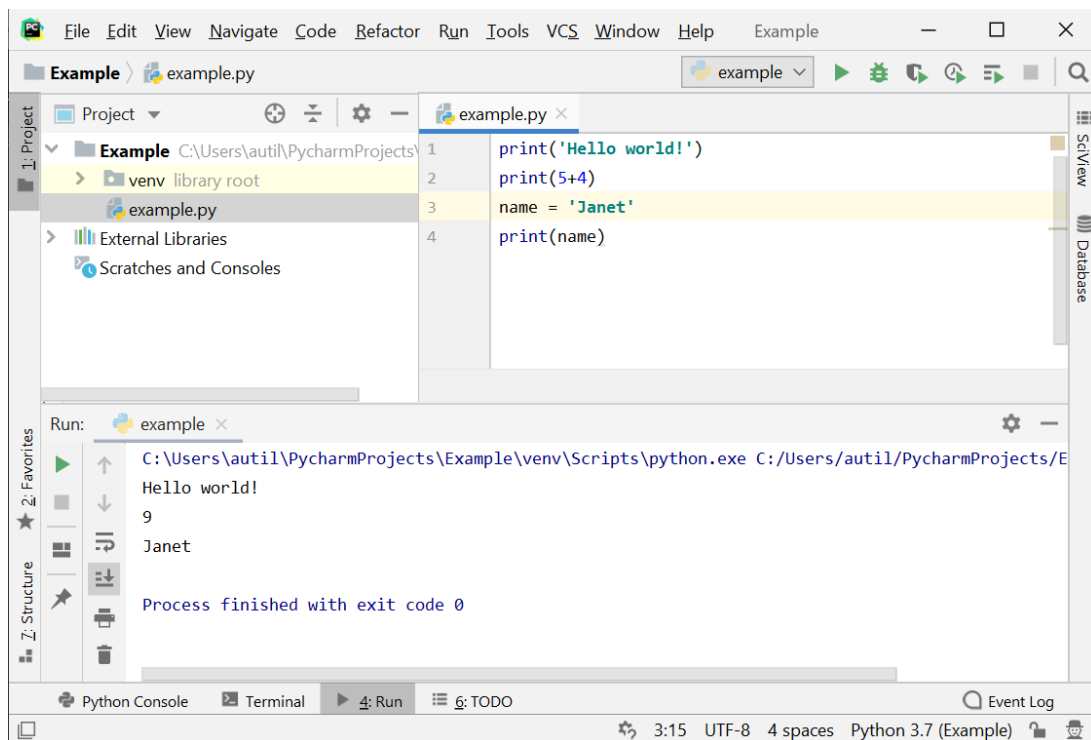 PC File Edit View Navigate Code Refactor Run Tools VCS Window Help Example
Example example.py example
1: Project
Project
Example C:\Users\autil\PycharmProjects\
venv library root
example.py
External Libraries
Scratches and Consoles
example.py
1 print('Hello world!')
2 print(5+4)
3 name = 'Janet'
4 print(name)
SciView
Database
2: Favorites
7: Structure
Run: example
C:\Users\autil\PycharmProjects\Example\venv\Scripts\python.exe C:/Users/autil/PycharmProjects/E
Hello world!
9
Janet
Process finished with exit code 0
Python Console Terminal 4: Run 6: TODO Event Log
3:15 UTF-8 4 spaces Python 3.7 (Example)